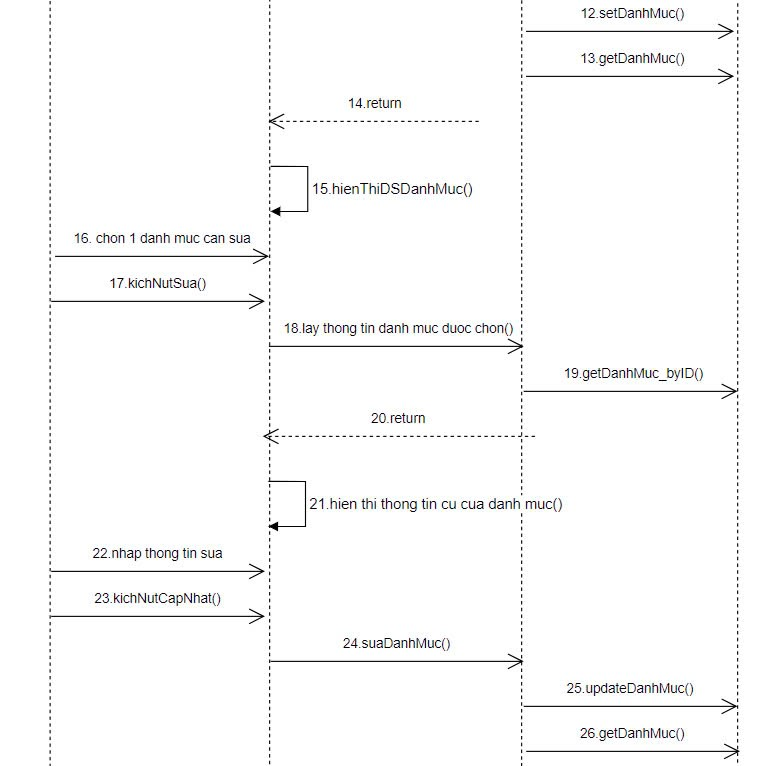 12.setDanhMuc()
13.getDanhMuc()
14.return
15.hienThiDSDanhMuc()
16. chon 1 danh muc can sua
17.kichNutSua()
18.lay thong tin danh muc duoc chon()
19.getDanhMuc_byID()
20.return
21.hien thi thong tin cu cua danh muc()
22.nhap thong tin sua
23.kichNutCapNhat()
24.suaDanhMuc()
25.updateDanhMuc()
26.getDanhMuc()